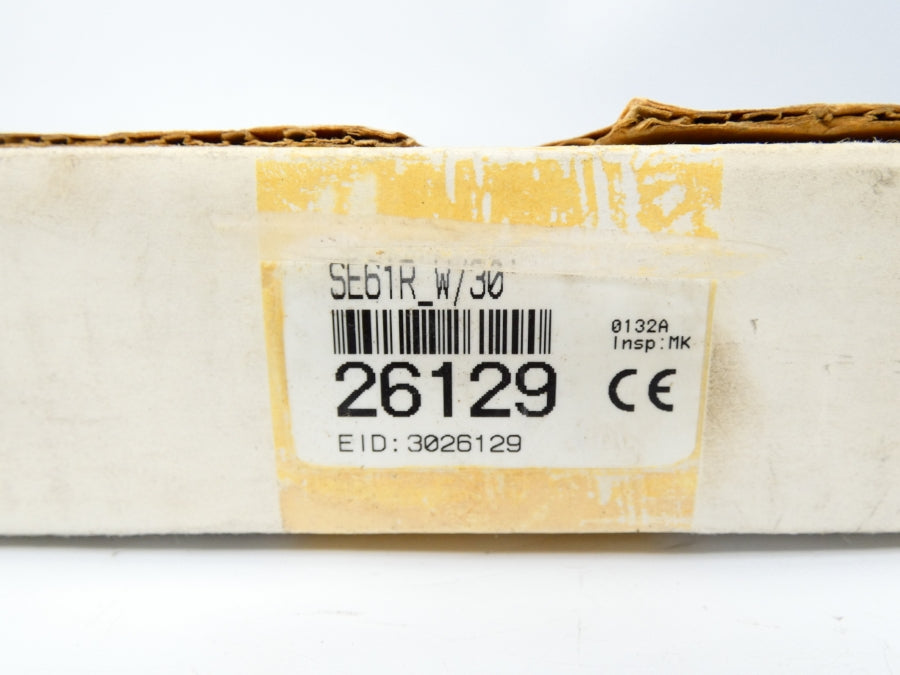 SE61R_W/30'
0132A
Insp:MK
26129
CE
EID:3026129